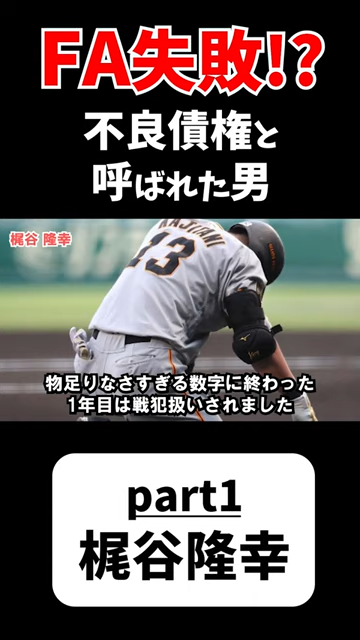 FA失敗!?
不良債権と
呼ばれた男
梶谷 隆幸
KAJITANI
13
物足りなさすぎる数字に終わった
1年目は戦犯扱いされました
part1
梶谷隆幸